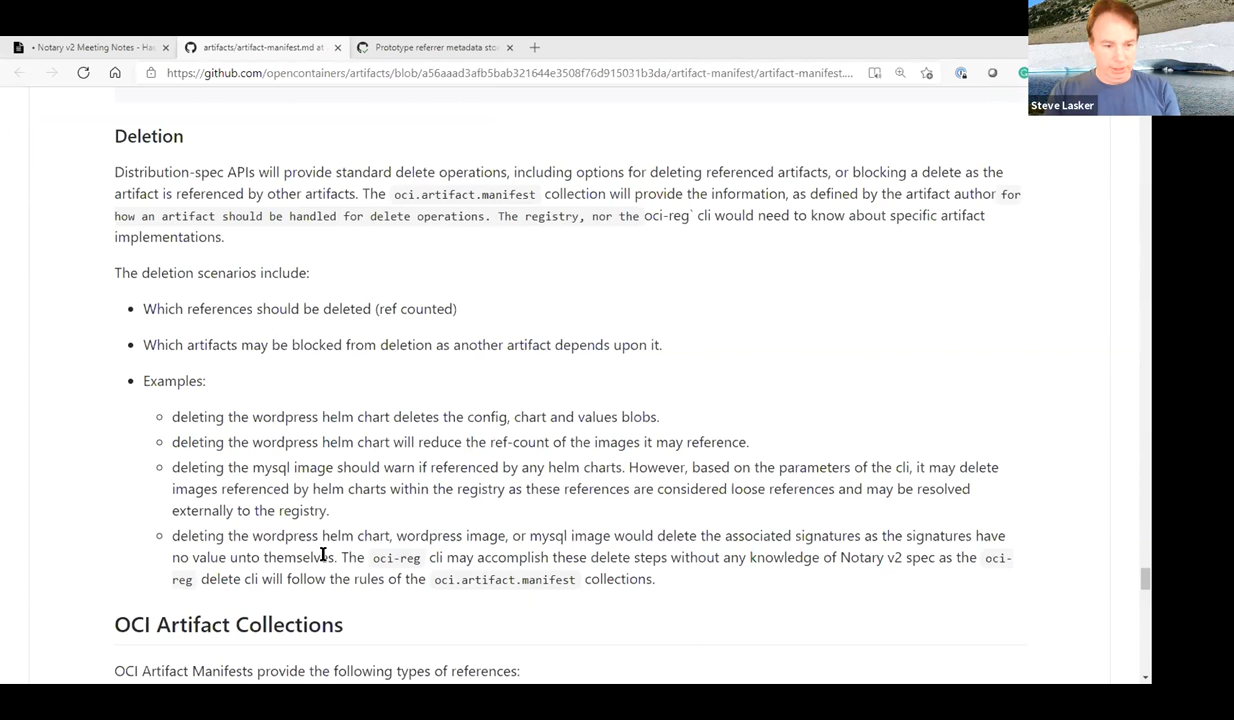 • Notary v2 Meeting Notes - Ha
artifacts/artifact-manifest.md at
Prototype referrer metadata sto
https://github.com/opencontainers/artifacts/blob/a56aaad3afb5bab321644e3508f76d915031b3da/artifact-manifest/artifact-manifest....
Steve Lasker
Deletion
Distribution-spec APIs will provide standard delete operations, including options for deleting referenced artifacts, or blocking a delete as the
artifact is referenced by other artifacts. The oci.artifact.manifest collection will provide the information, as defined by the artifact author for
how an artifact should be handled for delete operations. The registry, nor the oci-reg` cli would need to know about specific artifact
implementations.
The deletion scenarios include:
• Which references should be deleted (ref counted)
• Which artifacts may be blocked from deletion as another artifact depends upon it.
• Examples:
○ deleting the wordpress helm chart deletes the config, chart and values blobs.
○ deleting the wordpress helm chart will reduce the ref-count of the images it may reference.
○ deleting the mysql image should warn if referenced by any helm charts. However, based on the parameters of the cli, it may delete
images referenced by helm charts within the registry as these references are considered loose references and may be resolved
externally to the registry.
○ deleting the wordpress helm chart, wordpress image, or mysql image would delete the associated signatures as the signatures have
no value unto themselves. The oci-reg cli may accomplish these delete steps without any knowledge of Notary v2 spec as the oci-
reg delete cli will follow the rules of the oci.artifact.manifest collections.
OCI Artifact Collections
OCI Artifact Manifests provide the following types of references: